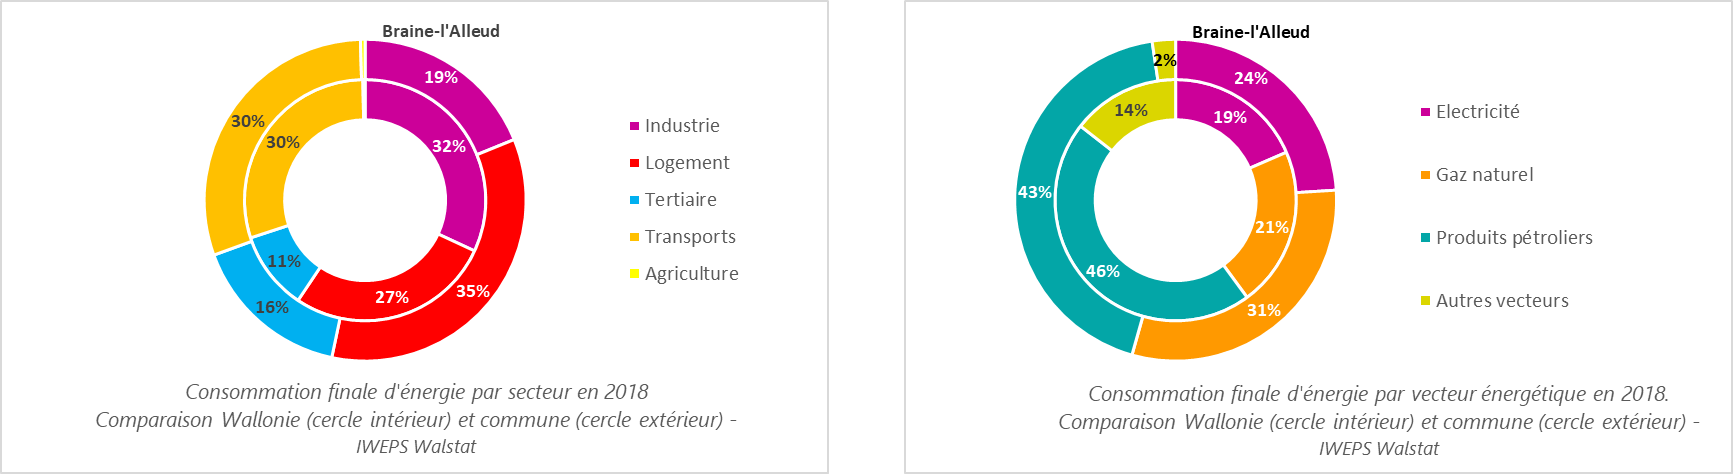 Braine-l'Alleud
19%
30%
30%
32%
11%
27%
16%
35%
Industrie
Logement
Tertiaire
Transports
Agriculture
Consommation finale d'énergie par secteur en 2018
Comparaison Wallonie (cercle intérieur) et commune (cercle extérieur) -
IWEPS Walstat
Braine-l'Alleud
2%
24%
14%
19%
43%
21%
46%
31%
Electricité
Gaz naturel
Produits pétroliers
Autres vecteurs
Consommation finale d'énergie par vecteur énergétique en 2018.
Comparaison Wallonie (cercle intérieur) et commune (cercle extérieur) -
IWEPS Walstat